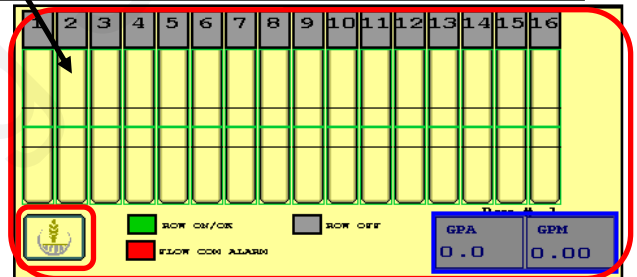 1 2 3 4 5 6 7 8 9 10 11 12 13 14 15 16
ROW ON/OK ROW OFF
FLOW COM ALARM
GPA GPM
0.0 0.00